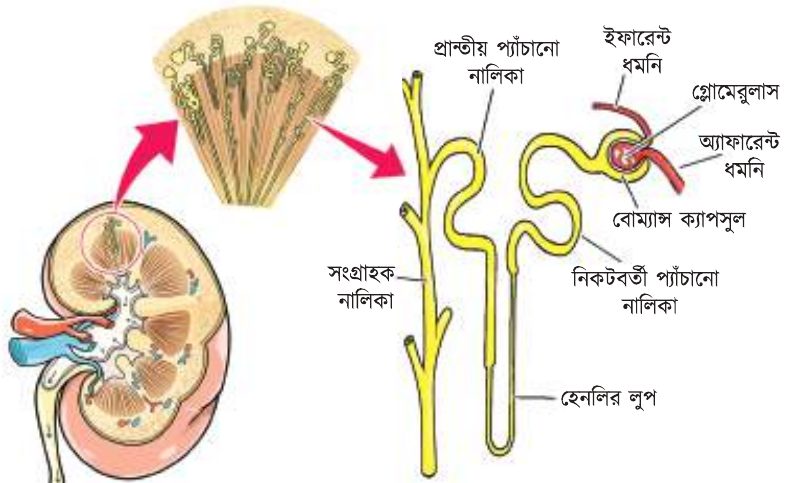 প্রান্তীয় প্যাঁচানো
নালিকা
ইফারেন্ট
ধমনি
গ্লোমেরুলাস
অ্যাফারেন্ট
ধমনি
বোম্যান্স ক্যাপসুল
সংগ্রাহক
নালিকা
নিকটবর্তী প্যাঁচানো
নালিকা
হেনলির লুপ